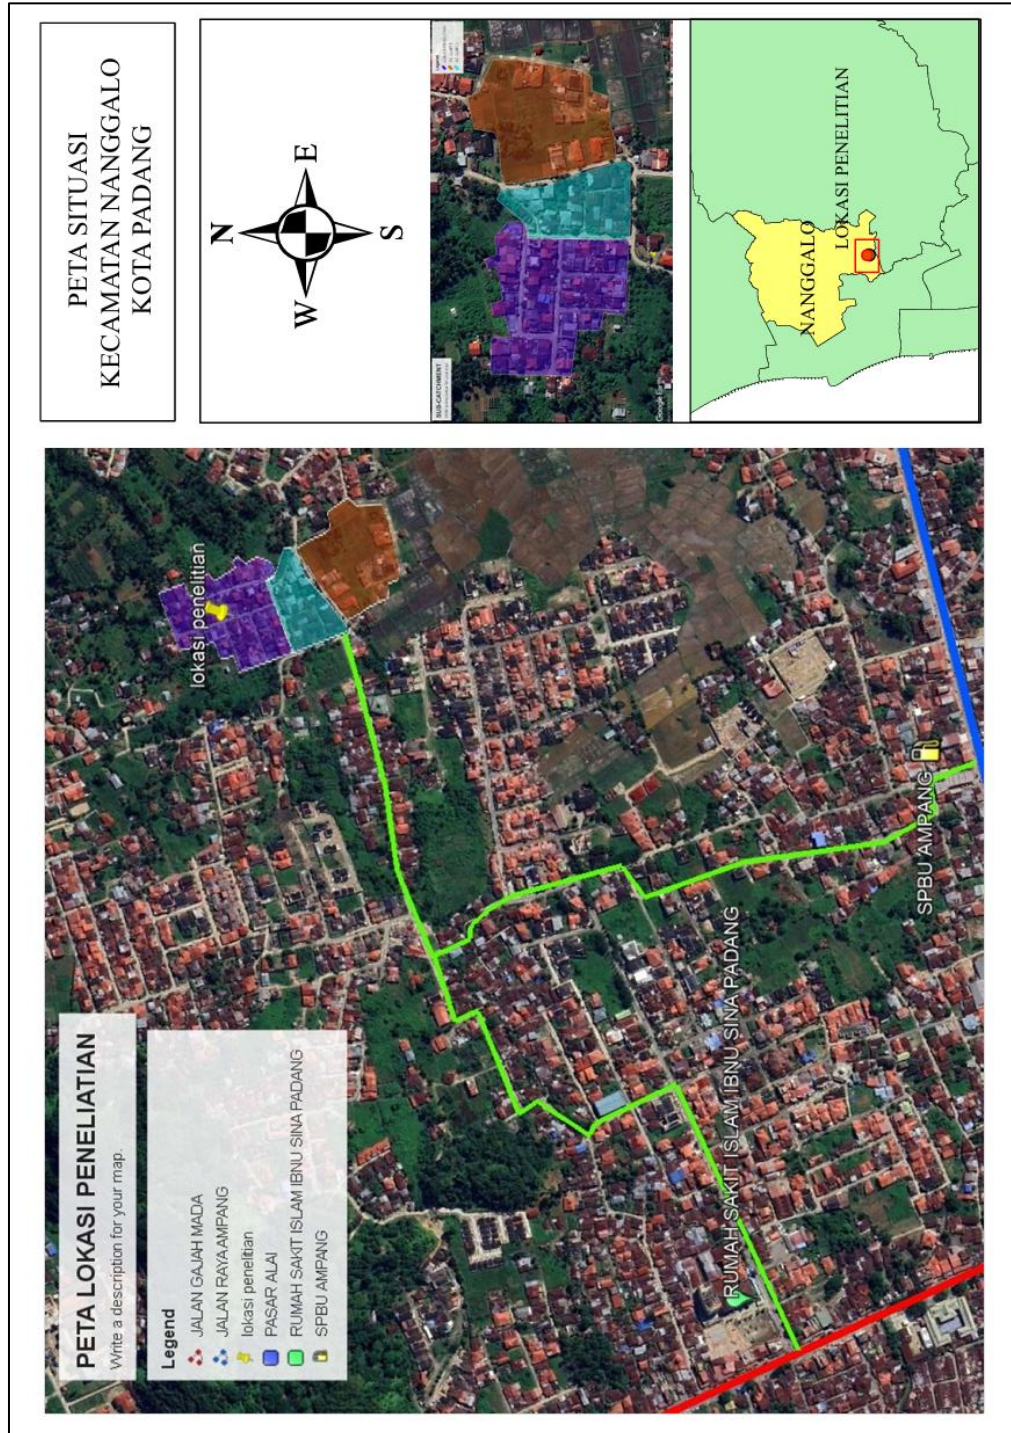 PETA SITUASI
KECAMATAN NANGGALO
KOTA PADANG
N
W
E
S
SUB-CATCHMENT
Legend
NANGGALO
LOKASI PENELITIAN
PETA LOKASI PENELIATIAN
Write a description for your map.
Legend
JALAN GAJAH MADA
JALAN RAYA AMPANG
lokasi penelitian
PASAR ALAI
RUMAH SAKIT ISLAM IBNU SINA PADANG
SPBU AMPANG
lokasi penelitian
RUMAH SAKIT ISLAM IBNU SINA PADANG
SPBU AMPANG